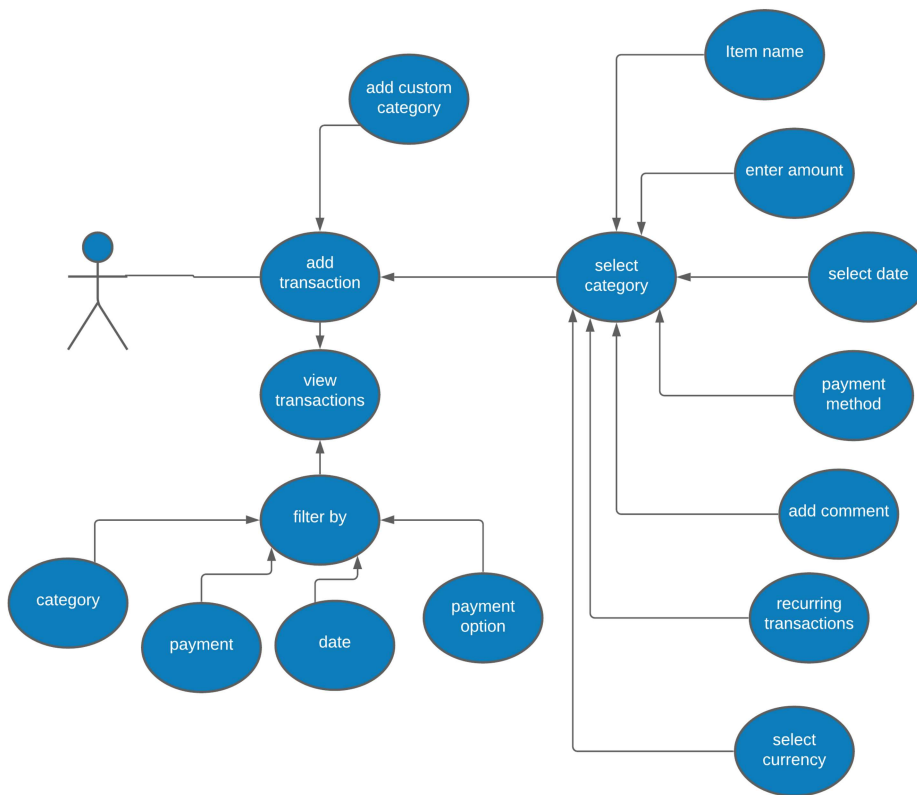 Item name
add custom
category
enter amount
add
transaction
select
category
select date
view
transactions
payment
method
filter by
add comment
category
payment
date
payment
option
recurring
transactions
select
currency